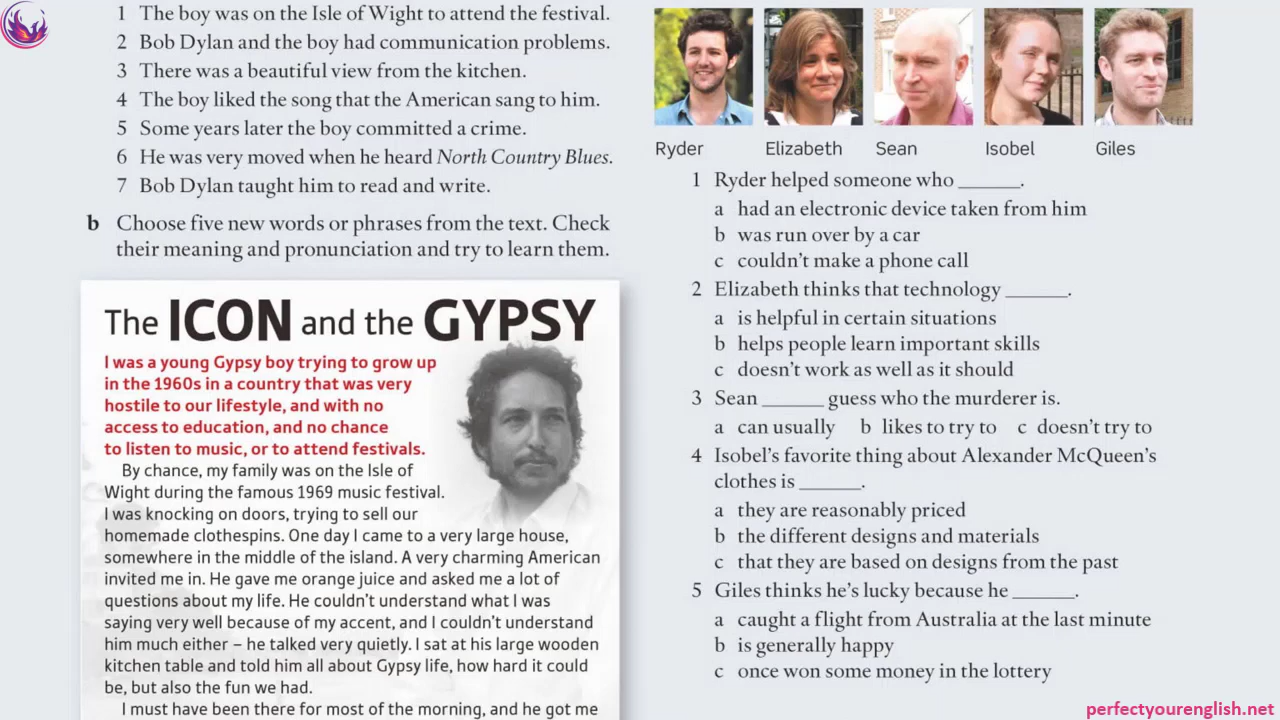 1 The boy was on the Isle of Wight to attend the festival.
2 Bob Dylan and the boy had communication problems.
3 There was a beautiful view from the kitchen.
4 The boy liked the song that the American sang to him.
5 Some years later the boy committed a crime.
6 He was very moved when he heard North Country Blues.
7 Bob Dylan taught him to read and write.
b Choose five new words or phrases from the text. Check
their meaning and pronunciation and try to learn them.
The ICON and the GYPSY
I was a young Gypsy boy trying to grow up
in the 1960s in a country that was very
hostile to our lifestyle, and with no
access to education, and no chance
to listen to music, or to attend festivals.
By chance, my family was on the Isle of
Wight during the famous 1969 music festival.
I was knocking on doors, trying to sell our
homemade clothespins. One day I came to a very large house,
somewhere in the middle of the island. A very charming American
invited me in. He gave me orange juice and asked me a lot of
questions about my life. He couldn't understand what I was
saying very well because of my accent, and I couldn't understand
him much either – he talked very quietly. I sat at his large wooden
kitchen table and told him all about Gypsy life, how hard it could
be, but also the fun we had.
I must have been there for most of the morning, and he got me
Ryder Elizabeth Sean Isobel Giles
1 Ryder helped someone who ______.
a had an electronic device taken from him
b was run over by a car
c couldn't make a phone call
2 Elizabeth thinks that technology ______.
a is helpful in certain situations
b helps people learn important skills
c doesn't work as well as it should
3 Sean ______ guess who the murderer is.
a can usually b likes to try to c doesn't try to
4 Isobel's favorite thing about Alexander McQueen's
clothes is ______.
a they are reasonably priced
b the different designs and materials
c that they are based on designs from the past
5 Giles thinks he's lucky because he ______.
a caught a flight from Australia at the last minute
b is generally happy
c once won some money in the lottery
perfectyourenglish.net